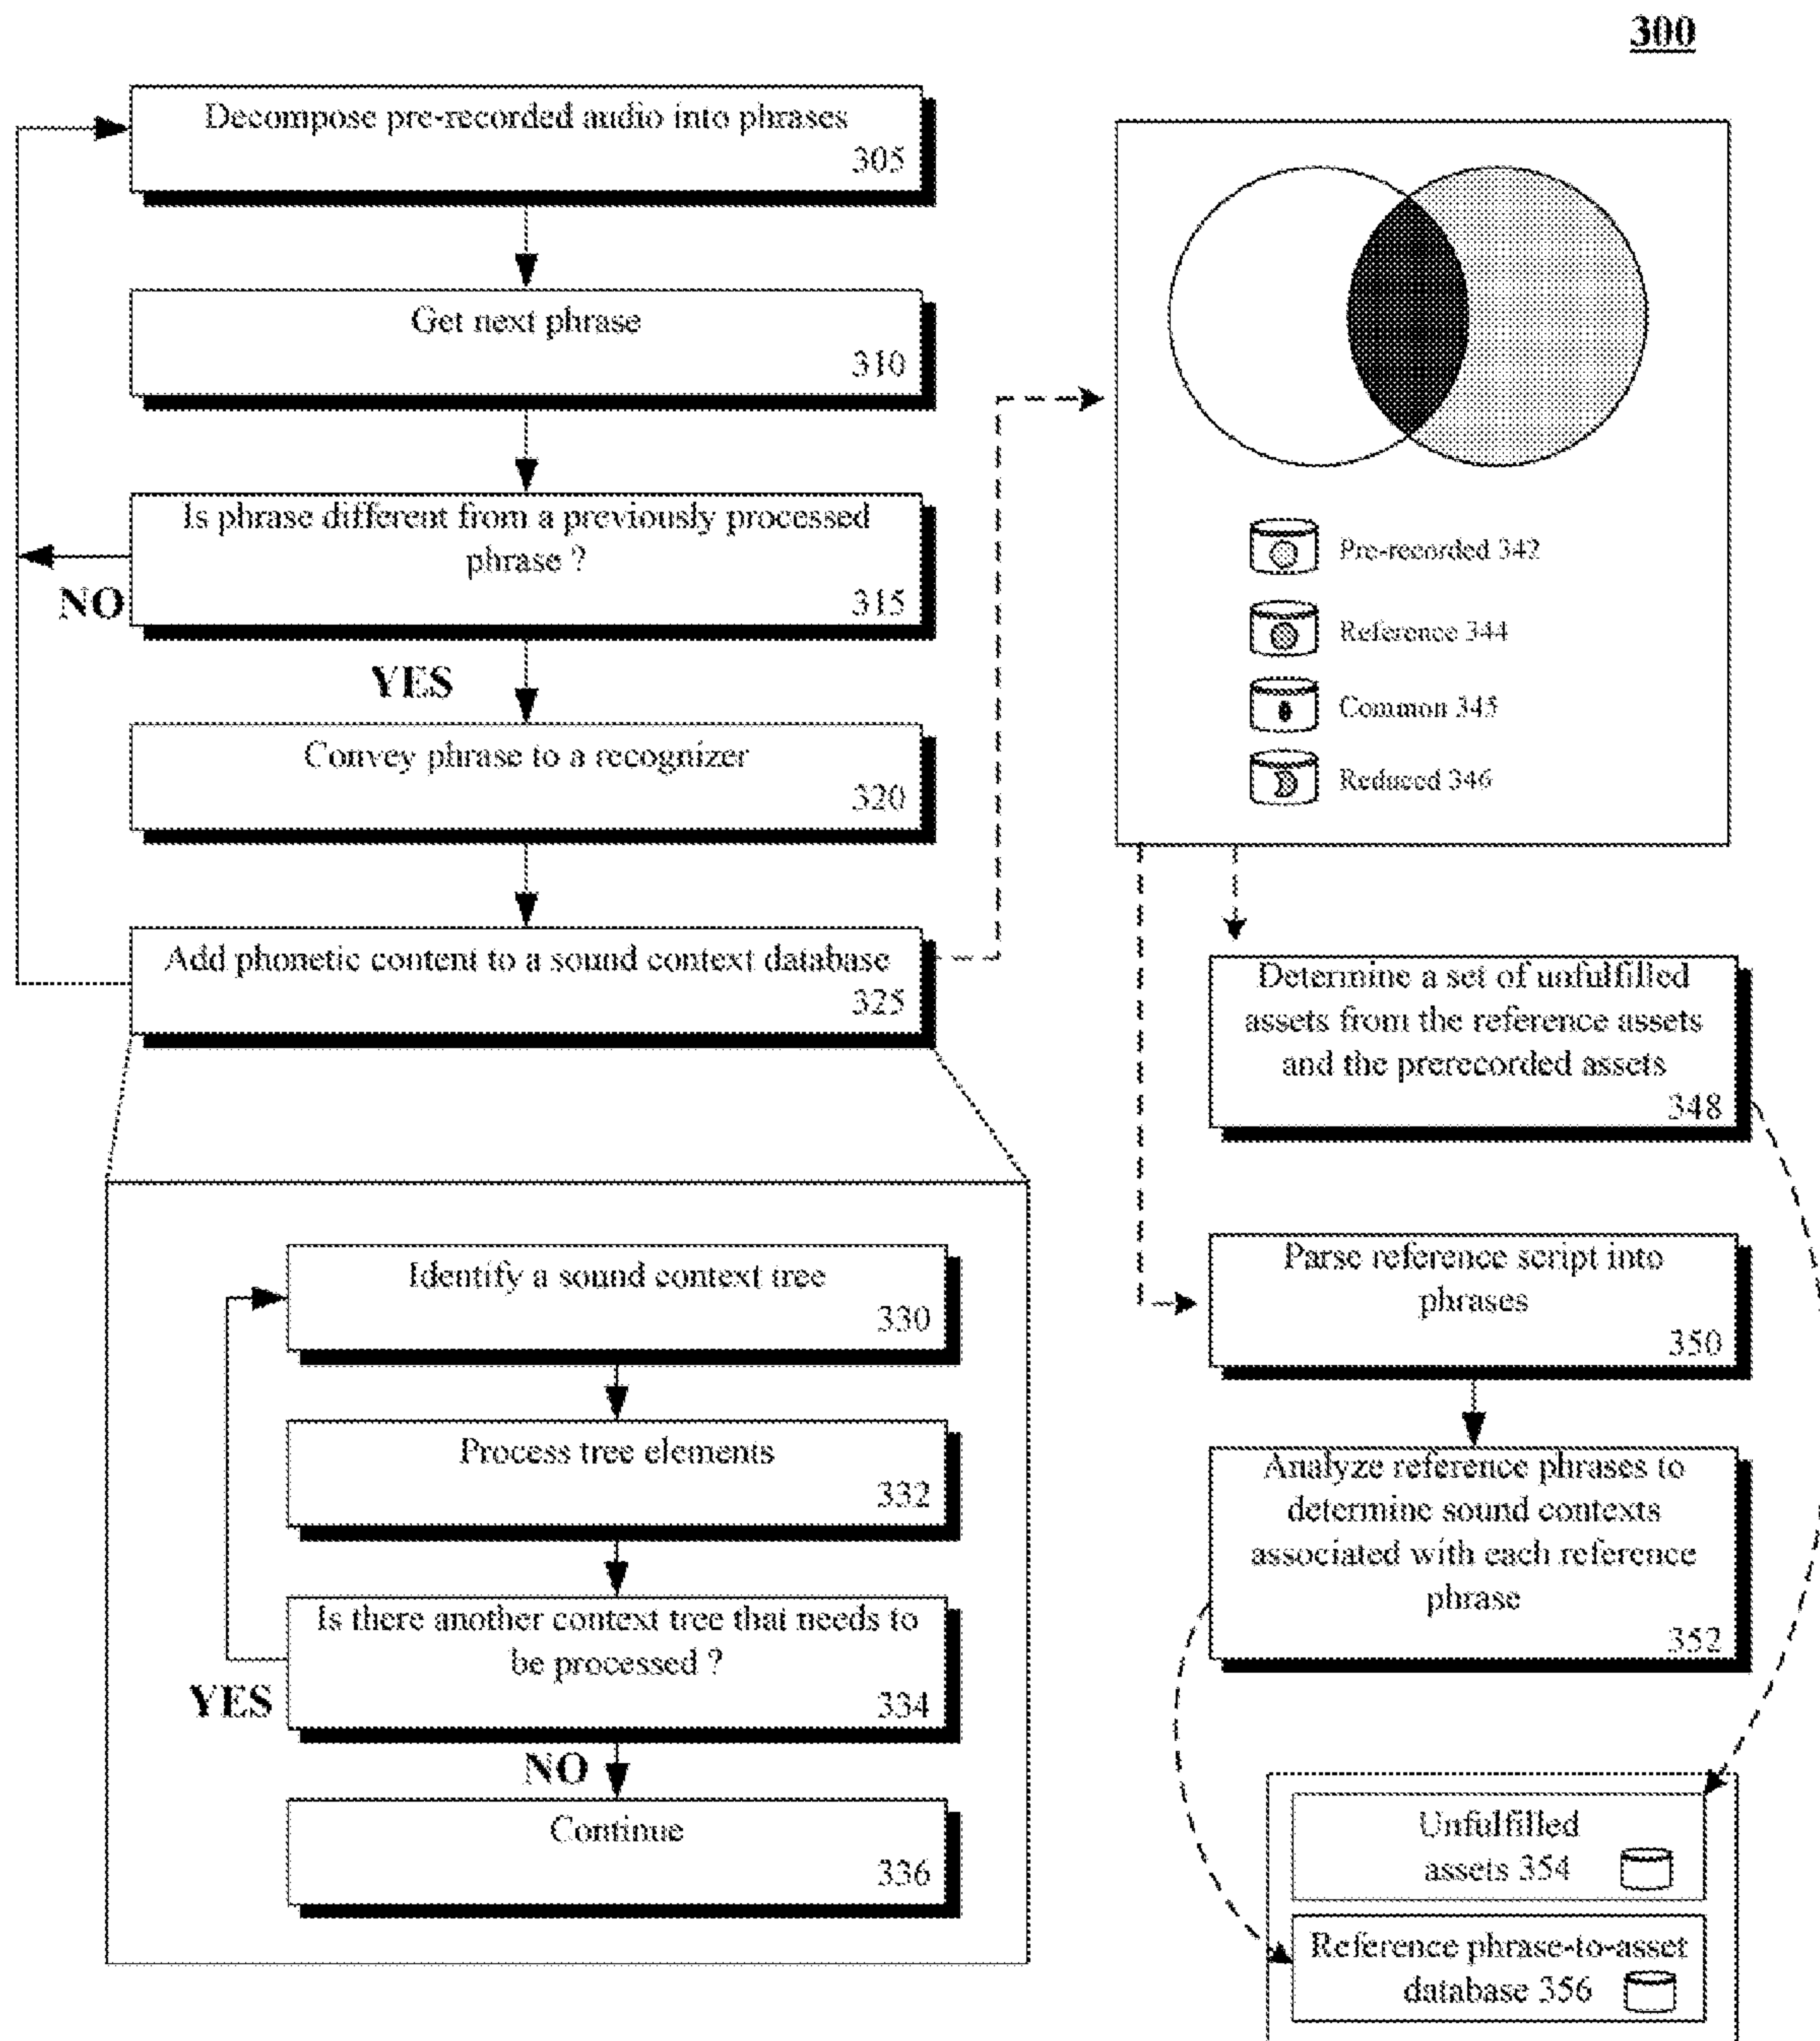 300
Decompose pre-recorded audio into phrases
305
Get next phrase
310
Is phrase different from a previously processed
phrase ?
315
NO
YES
Convey phrase to a recognizer
320
Add phonetic content to a sound context database
325
Identify a sound context tree
330
Process tree elements
332
Is there another context tree that needs to
be processed ?
334
YES
NO
Continue
336
Pre-recorded 342
Reference 344
Common 345
Reduced 346
Determine a set of unfulfilled
assets from the reference assets
and the prerecorded assets
348
Parse reference script into
phrases
350
Analyze reference phrases to
determine sound contexts
associated with each reference
phrase
352
Unfulfilled
assets 354
Reference phrase-to-asset
database 356